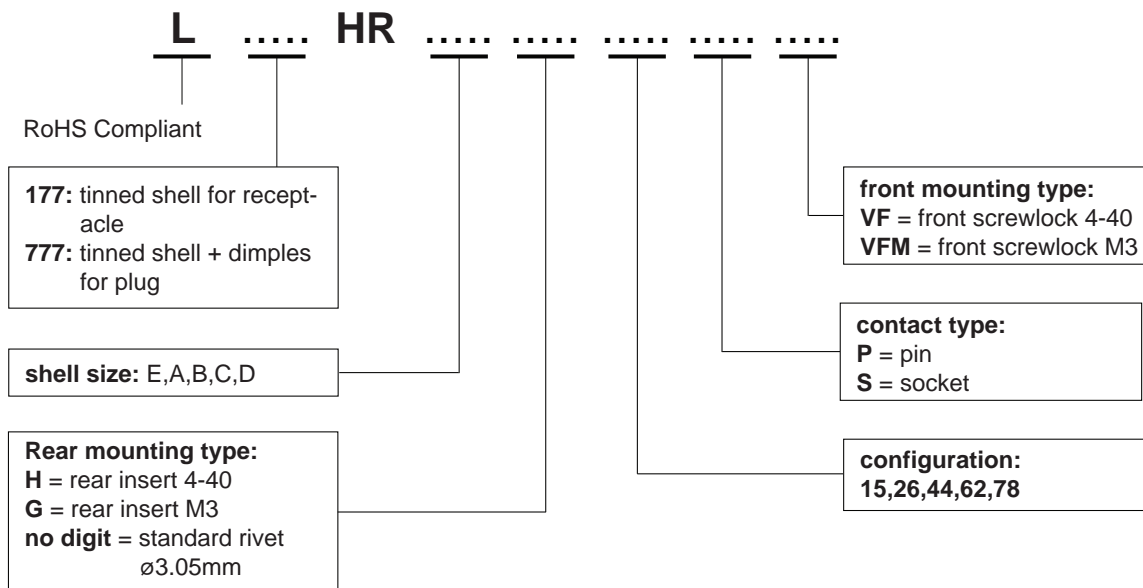 L ..... HR ..... ..... ..... ..... .....
RoHS Compliant
177: tinned shell for recept-
acle
777: tinned shell + dimples
for plug
shell size: E,A,B,C,D
Rear mounting type:
H = rear insert 4-40
G = rear insert M3
no digit = standard rivet
ø3.05mm
front mounting type:
VF = front screwlock 4-40
VFM = front screwlock M3
contact type:
P = pin
S = socket
configuration:
15,26,44,62,78